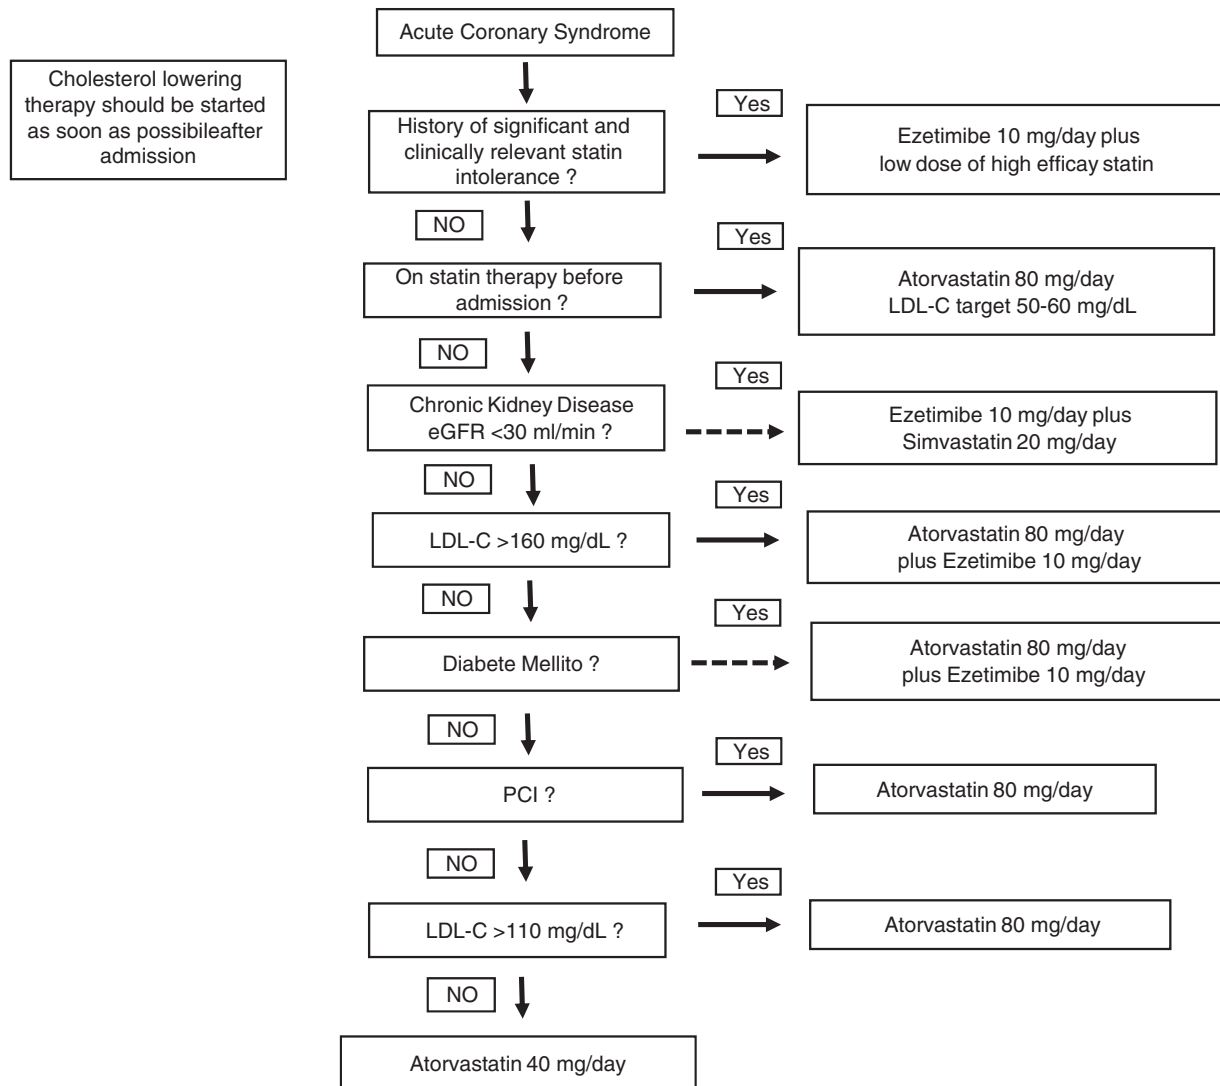 Acute Coronary Syndrome
Cholesterol lowering
therapy should be started
as soon as possibileafter
admission
History of significant and
clinically relevant statin
intolerance ?
Yes
Ezetimibe 10 mg/day plus
low dose of high efficay statin
NO
On statin therapy before
admission ?
Yes
Atorvastatin 80 mg/day
LDL-C target 50-60 mg/dL
NO
Chronic Kidney Disease
eGFR <30 ml/min ?
Yes
Ezetimibe 10 mg/day plus
Simvastatin 20 mg/day
NO
LDL-C >160 mg/dL ?
Yes
Atorvastatin 80 mg/day
plus Ezetimibe 10 mg/day
NO
Diabete Mellito ?
Yes
Atorvastatin 80 mg/day
plus Ezetimibe 10 mg/day
NO
PCI ?
Yes
Atorvastatin 80 mg/day
NO
LDL-C >110 mg/dL ?
Yes
Atorvastatin 80 mg/day
NO
Atorvastatin 40 mg/day